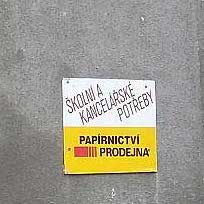 ŠKOLNÍ A
KANCELÁŘSKÉ
POTŘEBY
PAPÍRNICTVÍ
PRODEJNA